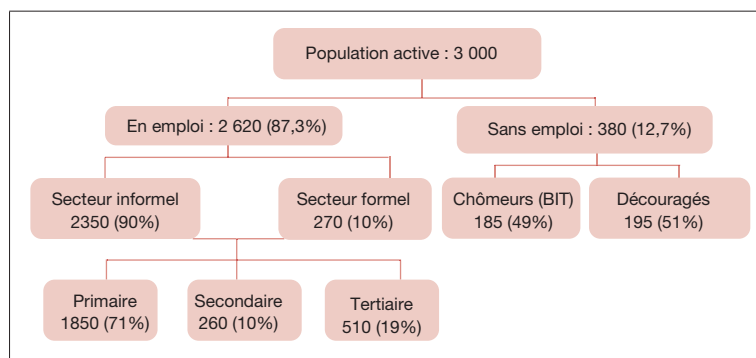 Population active : 3 000
En emploi : 2 620 (87,3%)
Sans emploi : 380 (12,7%)
Secteur informel
2350 (90%)
Secteur formel
270 (10%)
Chômeurs (BIT)
185 (49%)
Découragés
195 (51%)
Primaire
1850 (71%)
Secondaire
260 (10%)
Tertiaire
510 (19%)